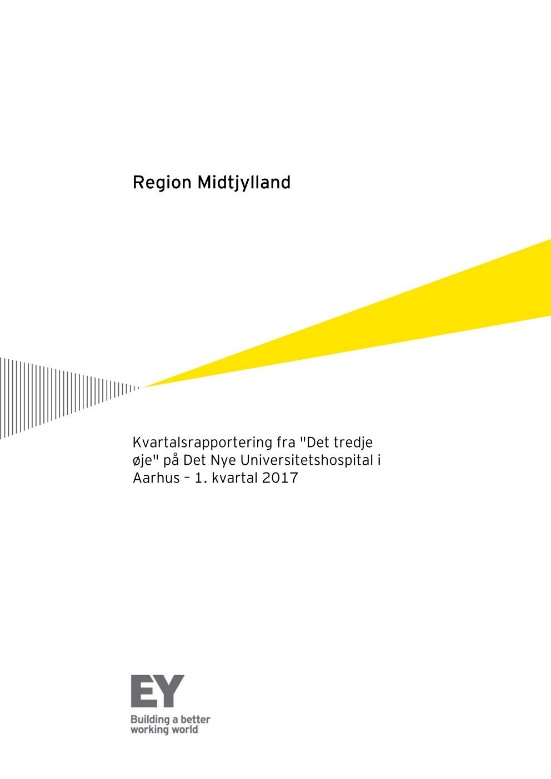 Region Midtjylland
Kvartalsrapportering fra "Det tredje
øje" på Det Nye Universitetshospital i
Aarhus – 1. kvartal 2017
EY
Building a better
working world